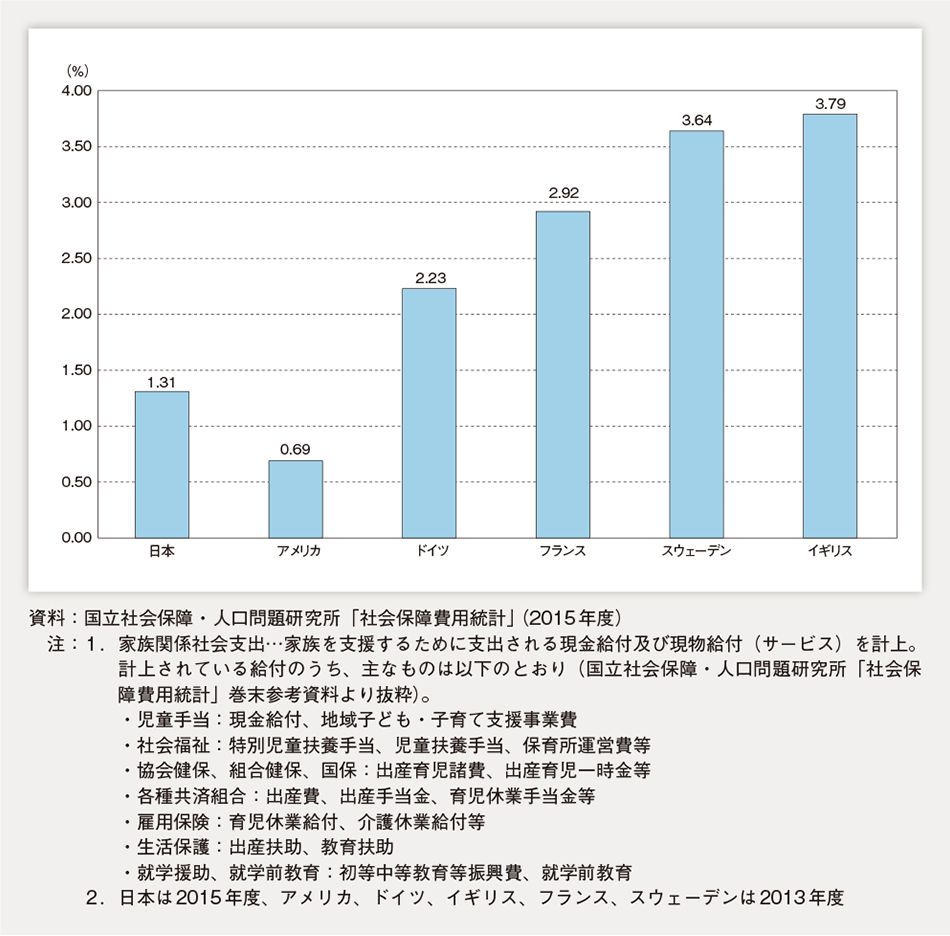 (%)
4.00
3.50
3.00
2.50
2.00
1.50
1.00
0.50
0.00
1.31
0.69
2.23
2.92
3.64
3.79
日本
アメリカ
ドイツ
フランス
スウェーデン
イギリス
資料：国立社会保障・人口問題研究所「社会保障費用統計」（2015年度）
注：1．家族関係社会支出…家族を支援するために支出される現金給付及び現物給付（サービス）を計上。
計上されている給付のうち、主なものは以下のとおり（国立社会保障・人口問題研究所「社会保
障費用統計」巻末参考資料より抜粋）。
・児童手当：現金給付、地域子ども・子育て支援事業費
・社会福祉：特別児童扶養手当、児童扶養手当、保育所運営費等
・協会健保、組合健保、国保：出産育児諸費、出産育児一時金等
・各種共済組合：出産費、出産手当金、育児休業手当金等
・雇用保険：育児休業給付、介護休業給付等
・生活保護：出産扶助、教育扶助
・就学援助、就学前教育：初等中等教育等振興費、就学前教育
2．日本は2015年度、アメリカ、ドイツ、イギリス、フランス、スウェーデンは2013年度